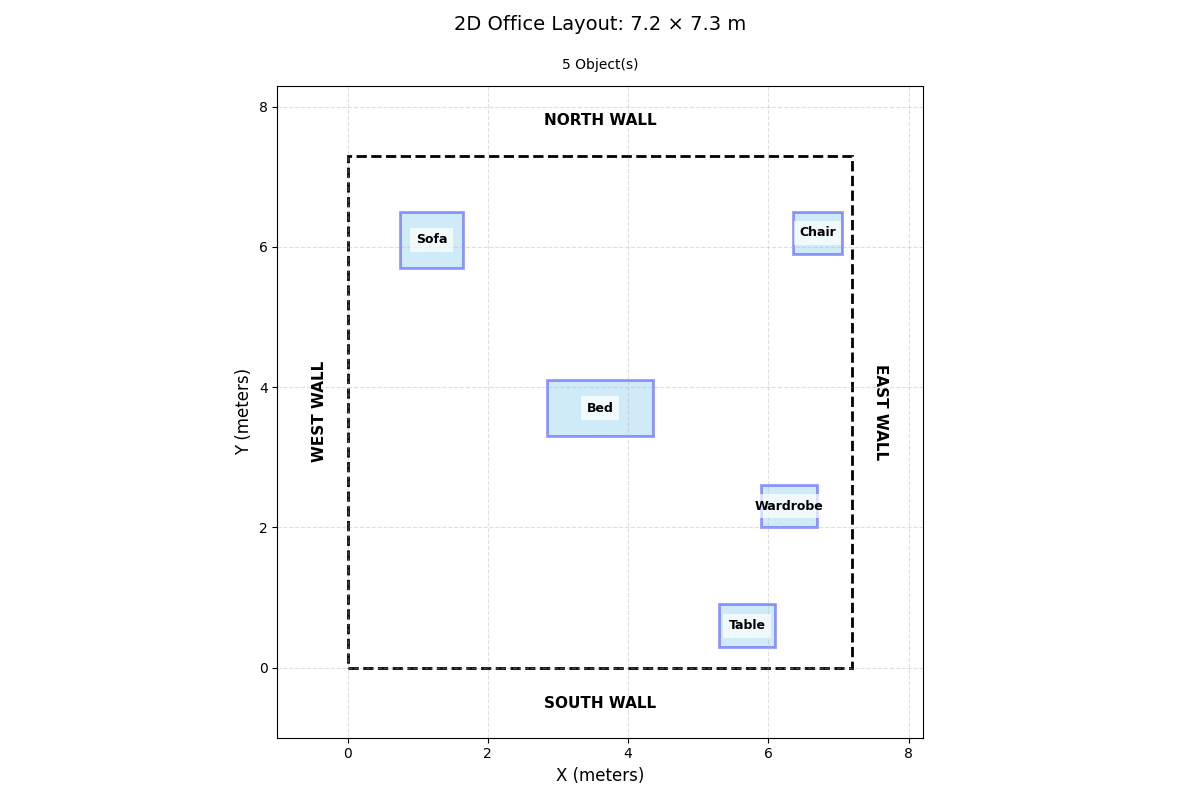 2D Office Layout: 7.2 × 7.3 m
5 Object(s)
8
NORTH WALL
Sofa
Chair
6
Y (meters)
WEST WALL
4
Bed
EAST WALL
Wardrobe
2
Table
0
SOUTH WALL
0 2 4 6 8
X (meters)